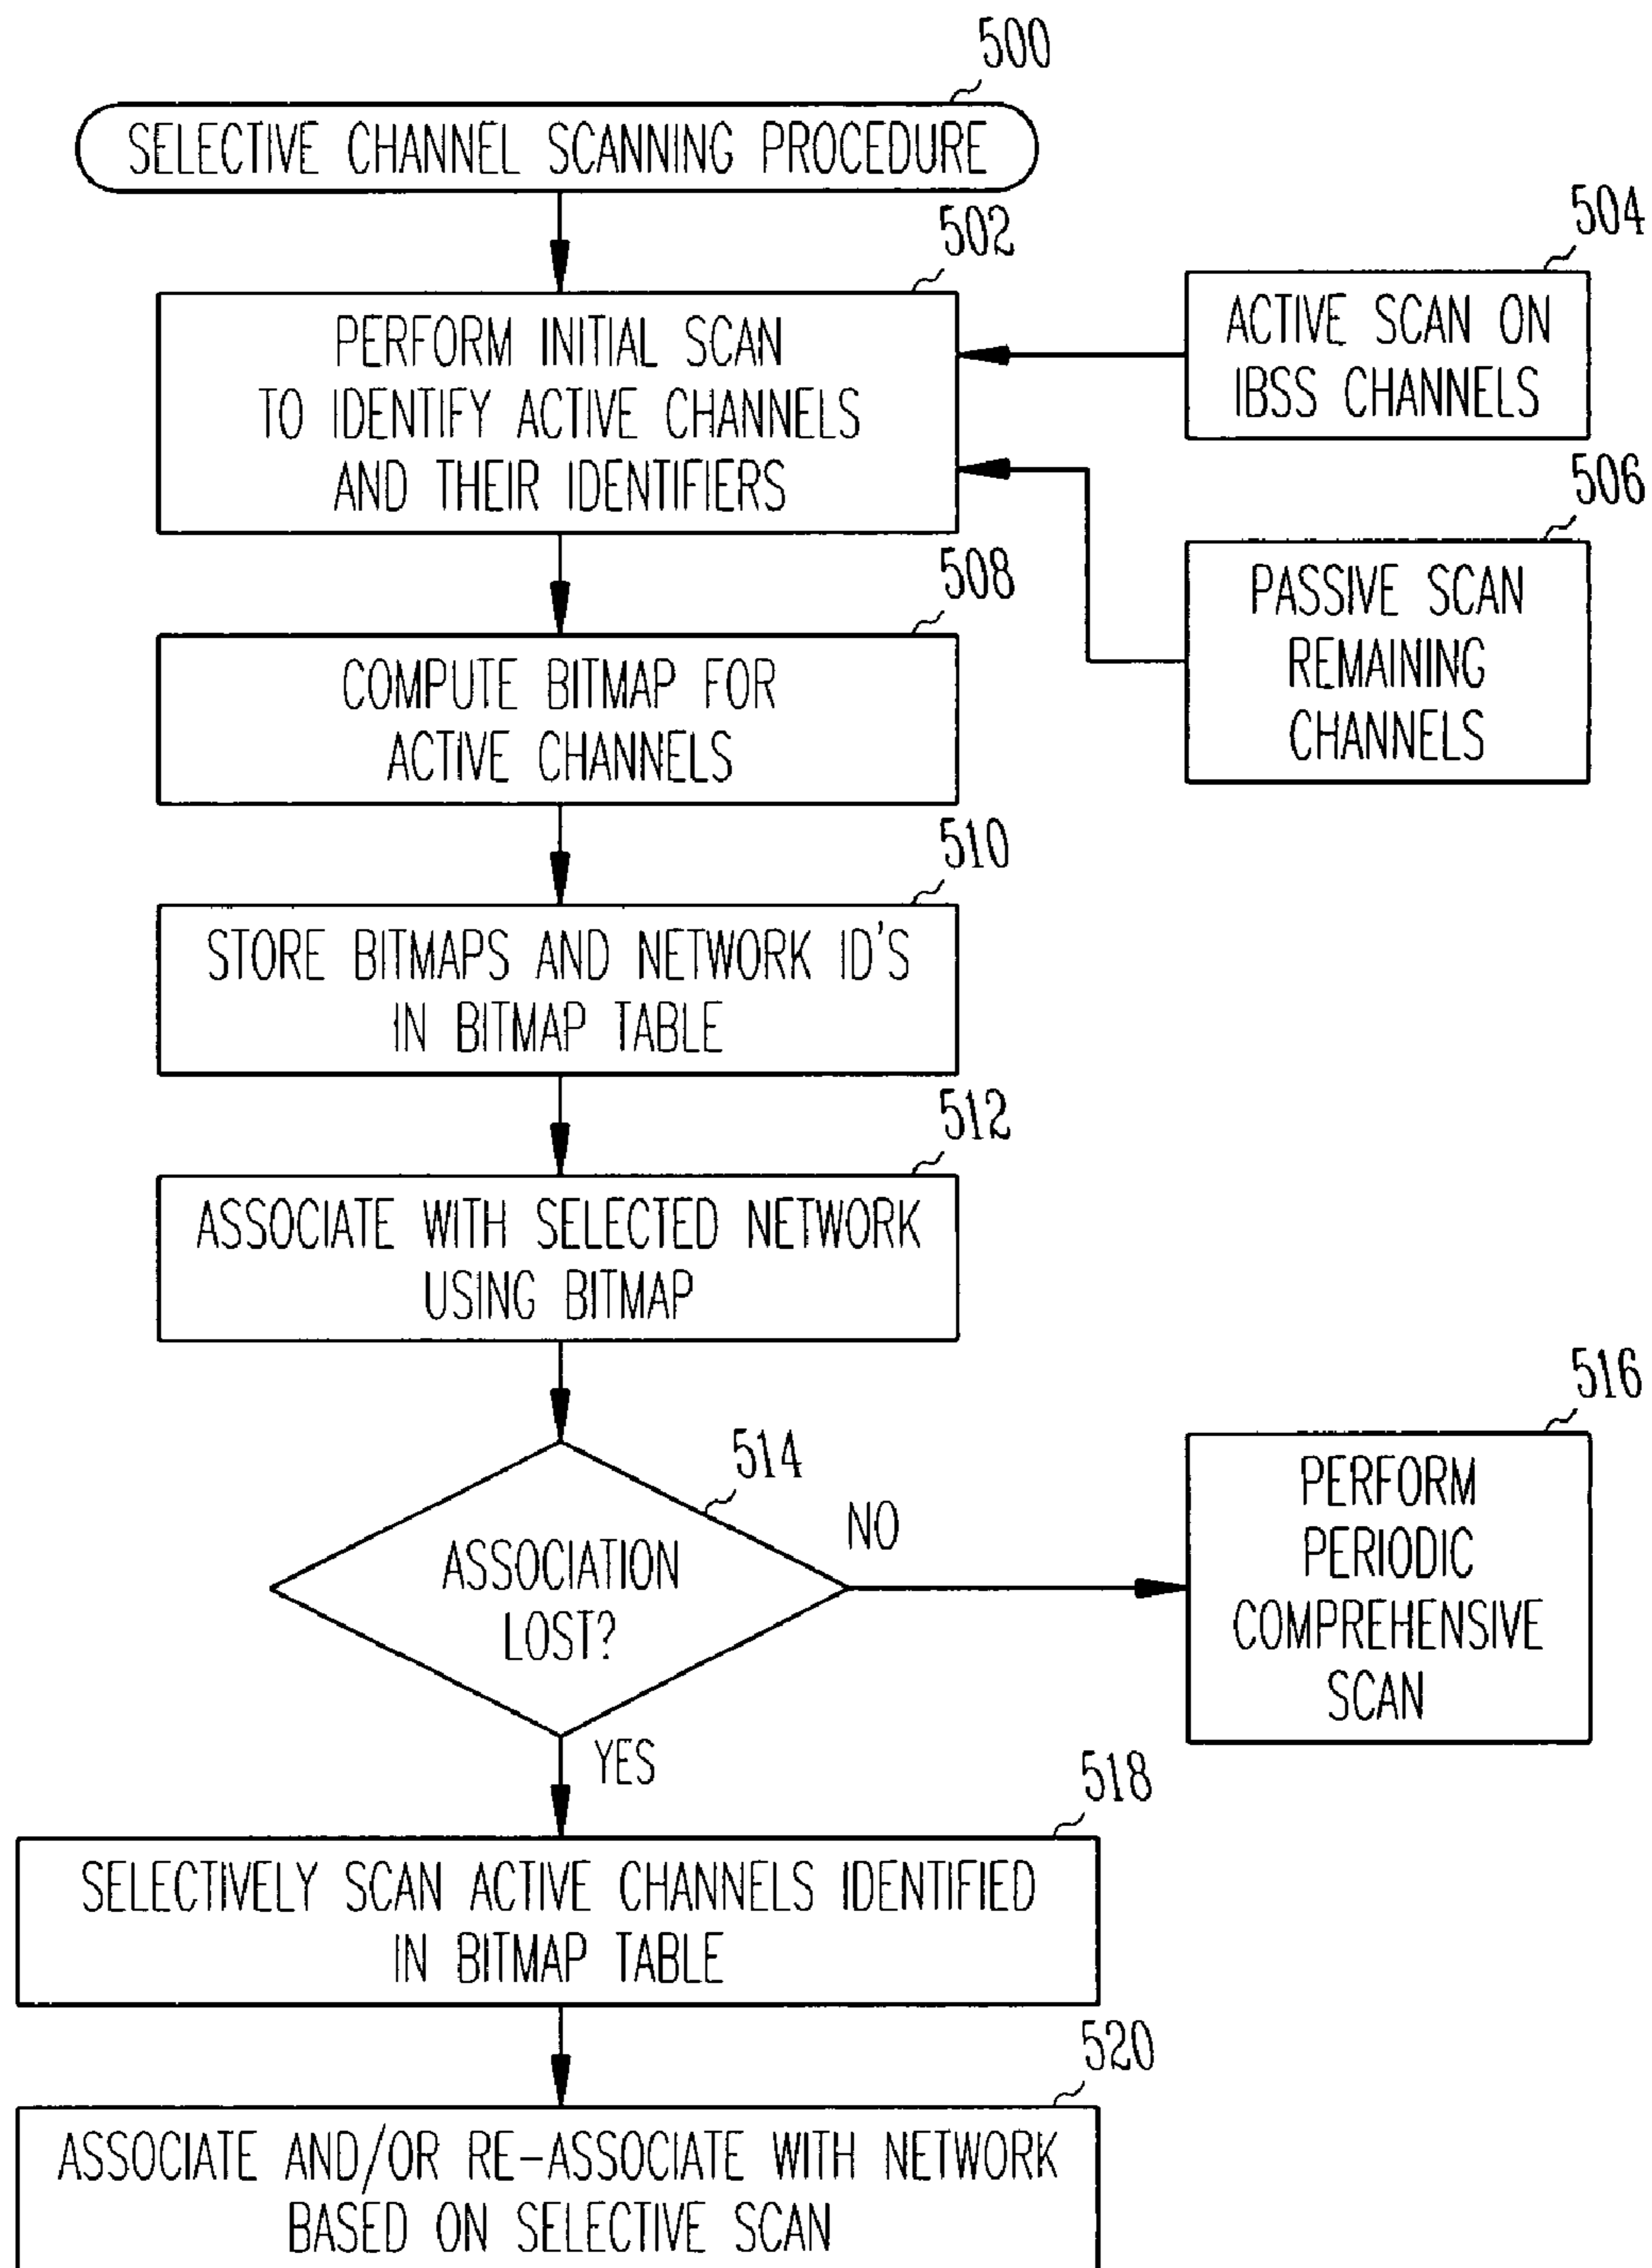 500
SELECTIVE CHANNEL SCANNING PROCEDURE
502
PERFORM INITIAL SCAN
TO IDENTIFY ACTIVE CHANNELS
AND THEIR IDENTIFIERS
504
ACTIVE SCAN ON
IBSS CHANNELS
506
PASSIVE SCAN
REMAINING
CHANNELS
508
COMPUTE BITMAP FOR
ACTIVE CHANNELS
510
STORE BITMAPS AND NETWORK ID'S
IN BITMAP TABLE
512
ASSOCIATE WITH SELECTED NETWORK
USING BITMAP
514
ASSOCIATION
LOST?
NO
516
PERFORM
PERIODIC
COMPREHENSIVE
SCAN
YES
518
SELECTIVELY SCAN ACTIVE CHANNELS IDENTIFIED
IN BITMAP TABLE
520
ASSOCIATE AND/OR RE-ASSOCIATE WITH NETWORK
BASED ON SELECTIVE SCAN